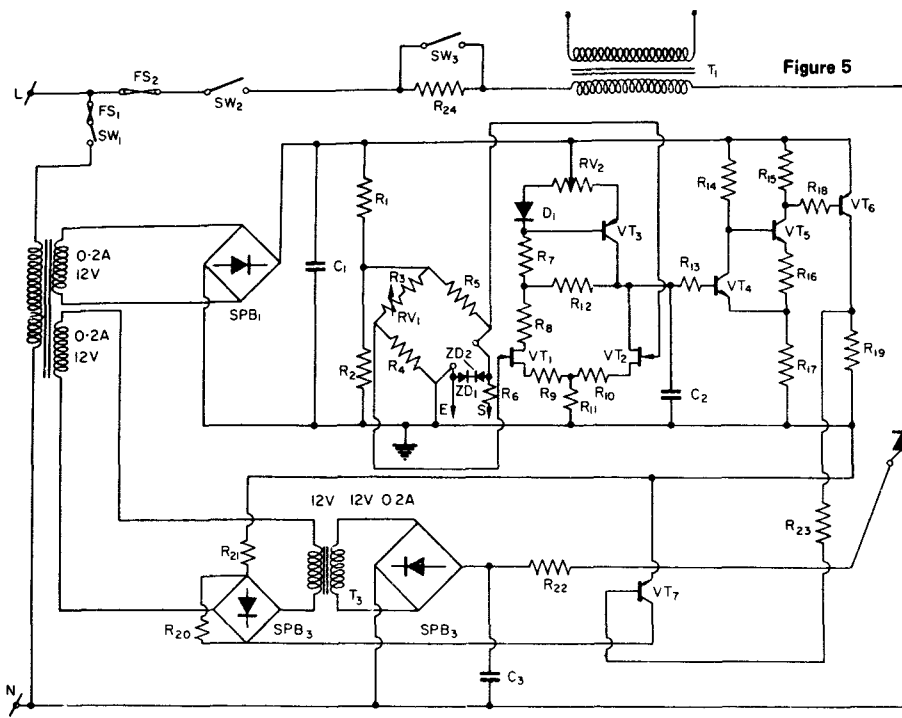 Figure 5
L
FS2
FS1
SW1
SW2
SW3
R24
T1
0·2A
12V
0·2A
12V
SPB1
C1
R1
R2
R3
RV1
R4
R5
ZD2
ZD1
R6
E
S
RV2
D1
VT3
R7
R12
R8
VT1
VT2
R9
R10
R11
C2
R13
R14
R15
R18
VT6
VT5
VT4
R16
R17
R19
12V 12V 0·2A
R21
R20
SPB3
T3
SPB3
R22
C3
VT7
R23
N